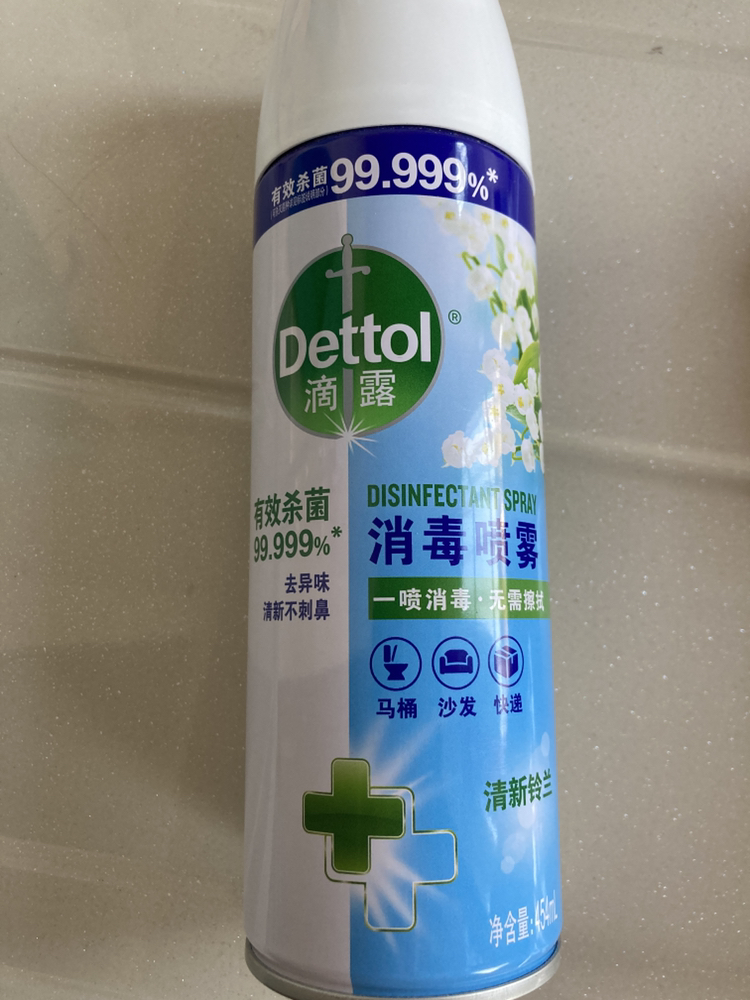 有效杀菌99.999%*
Dettol®
滴露
有效杀菌
99.999%*
去异味
清新不刺鼻
DISINFECTANT SPRAY
消毒喷雾
一喷消毒·无需擦拭
马桶 沙发 快递
清新铃兰
净含量:454mL